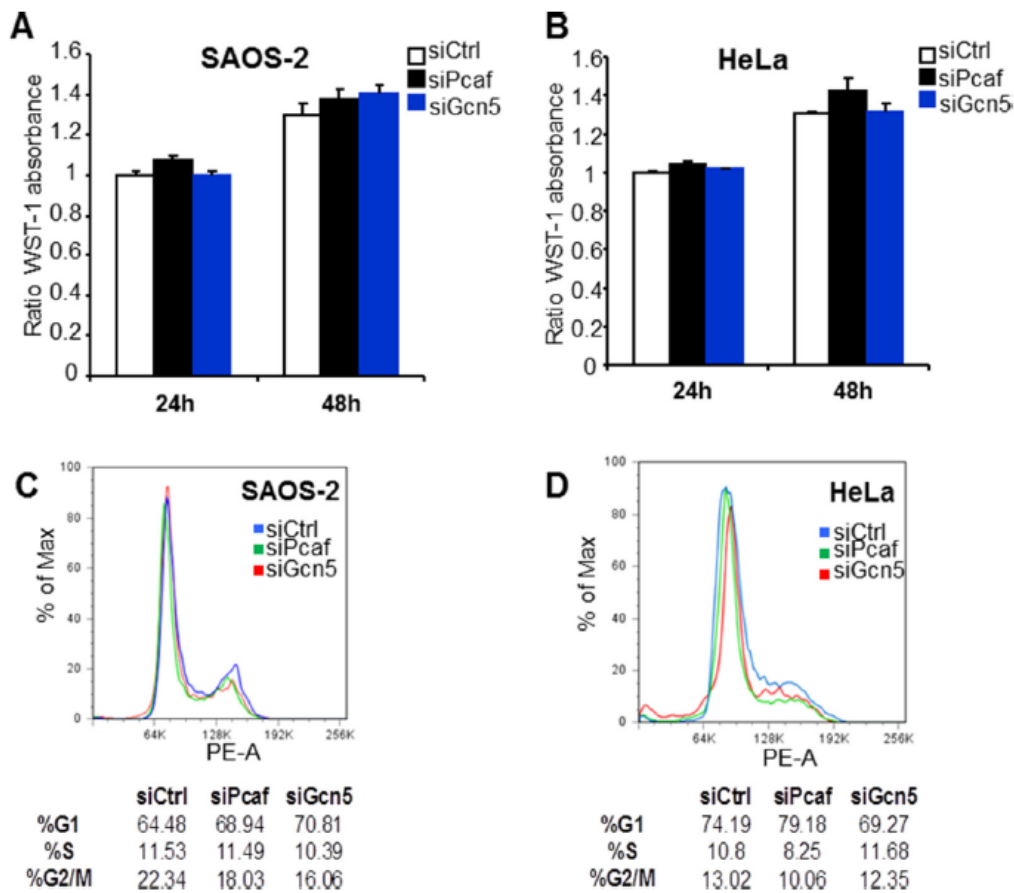 A
SAOS-2
siCtrl
siPcaf
siGcn5
Ratio WST-1 absorbance
1.6
1.4
1.2
1
0.8
0.6
0.4
0.2
0
24h
48h
B
HeLa
siCtrl
siPcaf
siGcn5
Ratio WST-1 absorbance
1.6
1.4
1.2
1
0.8
0.6
0.4
0.2
0
24h
48h
C
SAOS-2
siCtrl
siPcaf
siGcn5
% of Max
100
80
60
40
20
0
64K 128K 192K 256K
PE-A
siCtrl siPcaf siGcn5
%G1 64.48 68.94 70.81
%S 11.53 11.49 10.39
%G2/M 22.34 18.03 16.06
D
HeLa
siCtrl
siPcaf
siGcn5
% of Max
100
80
60
40
20
0
64K 128K 192K 256K
PE-A
siCtrl siPcaf siGcn5
%G1 74.19 79.18 69.27
%S 10.8 8.25 11.68
%G2/M 13.02 10.06 12.35